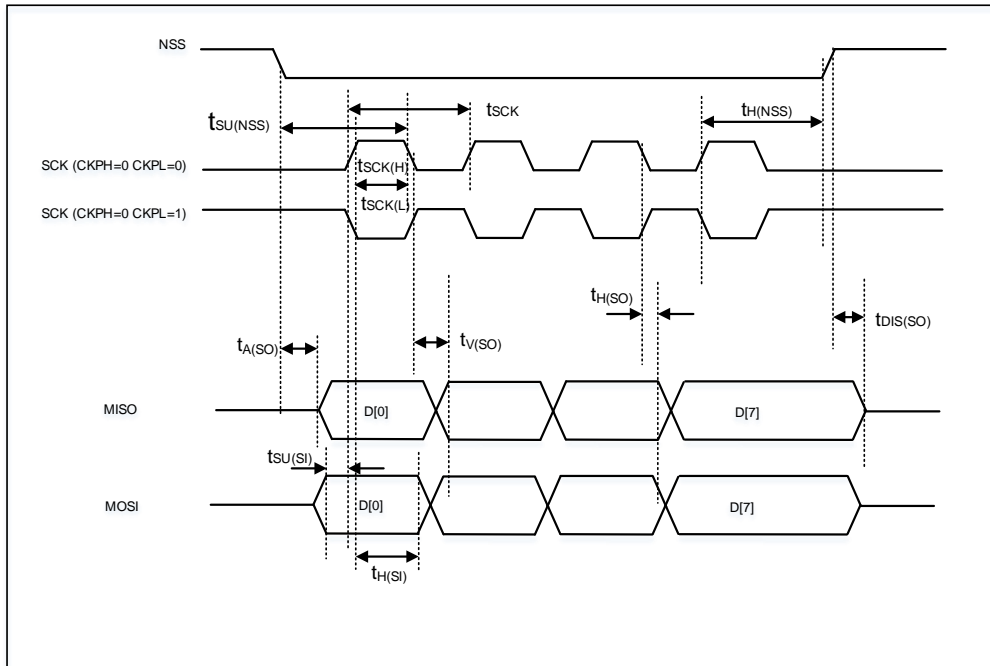 NSS
tSCK
tH(NSS)
tSU(NSS)
SCK (CKPH=0 CKPL=0)
tSCK(H)
tSCK(L)
SCK (CKPH=0 CKPL=1)
tH(SO)
tDIS(SO)
tA(SO)
tV(SO)
MISO
D[0]
D[7]
tSU(SI)
MOSI
D[0]
D[7]
tH(SI)